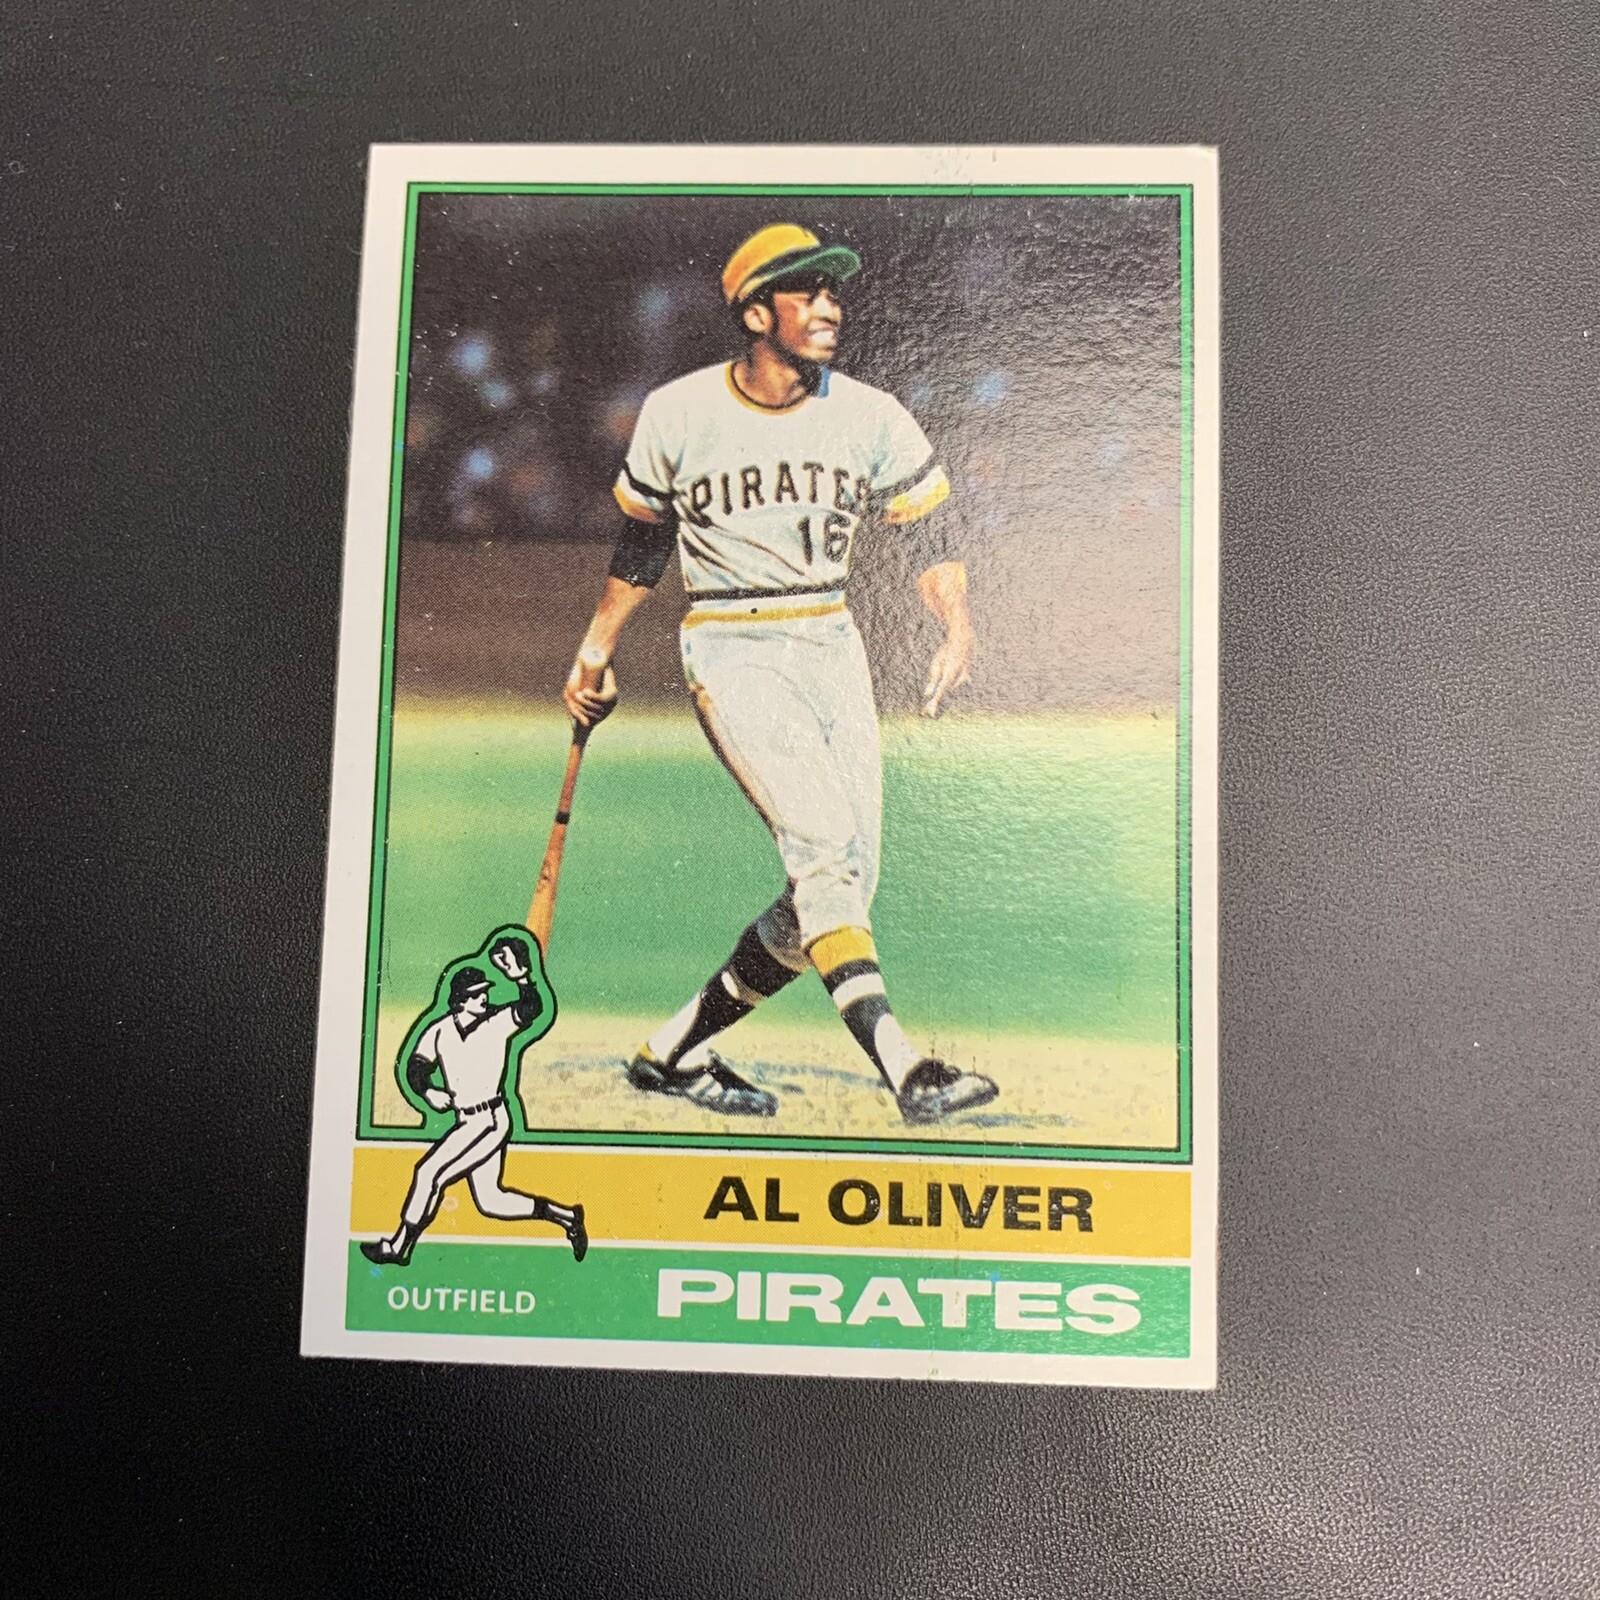 PIRATES
16
AL OLIVER
OUTFIELD
PIRATES